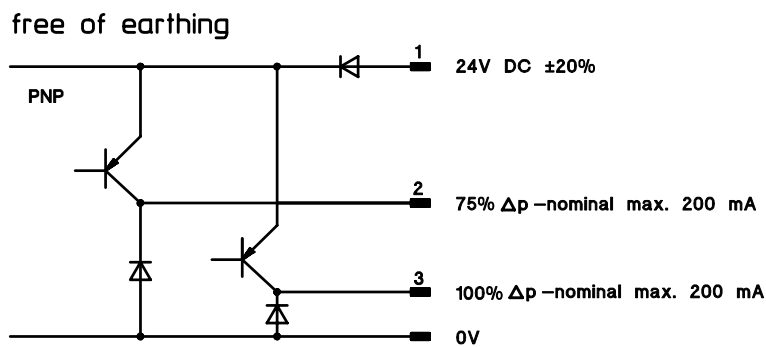 free of earthing
1
24V DC ±20%
PNP
2
75% Δp –nominal max. 200 mA
3
100% Δp –nominal max. 200 mA
0V